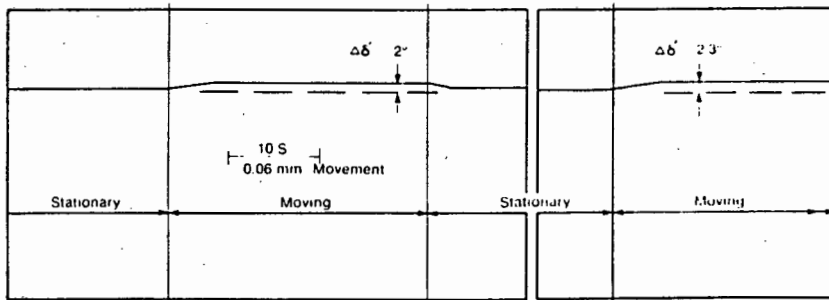 Δδ' 2°
Δδ' 2·3°
10 S
0.06 mm Movement
Stationary
Moving
Stationary
Moving